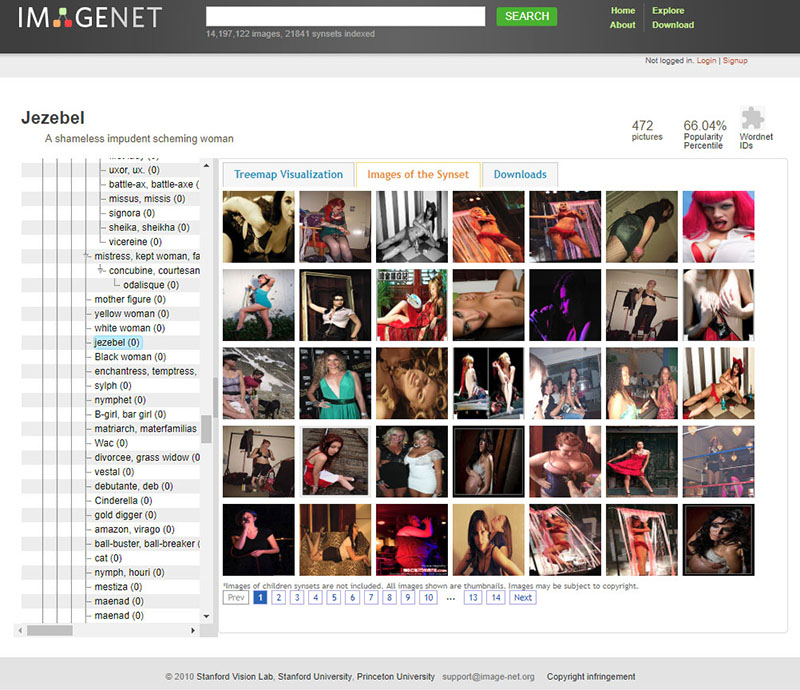 IMAGENET
SEARCH
14,197,122 images, 21841 synsets indexed
Home
Explore
About
Download
Not logged in. Login | Signup
Jezebel
A shameless impudent scheming woman
472
pictures
66.04%
Popularity
Percentile
Wordnet
IDs
uxor, ux. (0)
battle-ax, battle-axe (
missus, missis (0)
signora (0)
sheika, sheikha (0)
vicereine (0)
mistress, kept woman, fa
concubine, courtesan
odalisque (0)
mother figure (0)
yellow woman (0)
white woman (0)
jezebel (0)
Black woman (0)
enchantress, temptress,
sylph (0)
nymphet (0)
B-girl, bar girl (0)
matriarch, materfamilias
Wac (0)
divorcee, grass widow (0
vestal (0)
debutante, deb (0)
Cinderella (0)
gold digger (0)
amazon, virago (0)
ball-buster, ball-breaker (
cat (0)
nymph, houri (0)
mestiza (0)
maenad (0)
maenad (0)
Treemap Visualization
Images of the Synset
Downloads
*Images of children synsets are not included. All images shown are thumbnails. Images may be subject to copyright.
Prev 1 2 3 4 5 6 7 8 9 10 ... 13 14 Next
© 2010 Stanford Vision Lab, Stanford University, Princeton University support@image-net.org Copyright infringement